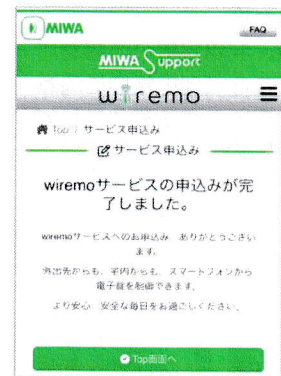 MIWA
FAQ
MIWA Support
wiremo
Top / サービス申込み
サービス申込み
wiremoサービスの申込みが完
了しました。
wiremoサービスへのお申込み ありがとうござい
ます。
外出先からも、宅内からも、スマートフォンから
電子錠を制御できます。
より安心 安全な毎日をお過ごしください。
Top画面へ